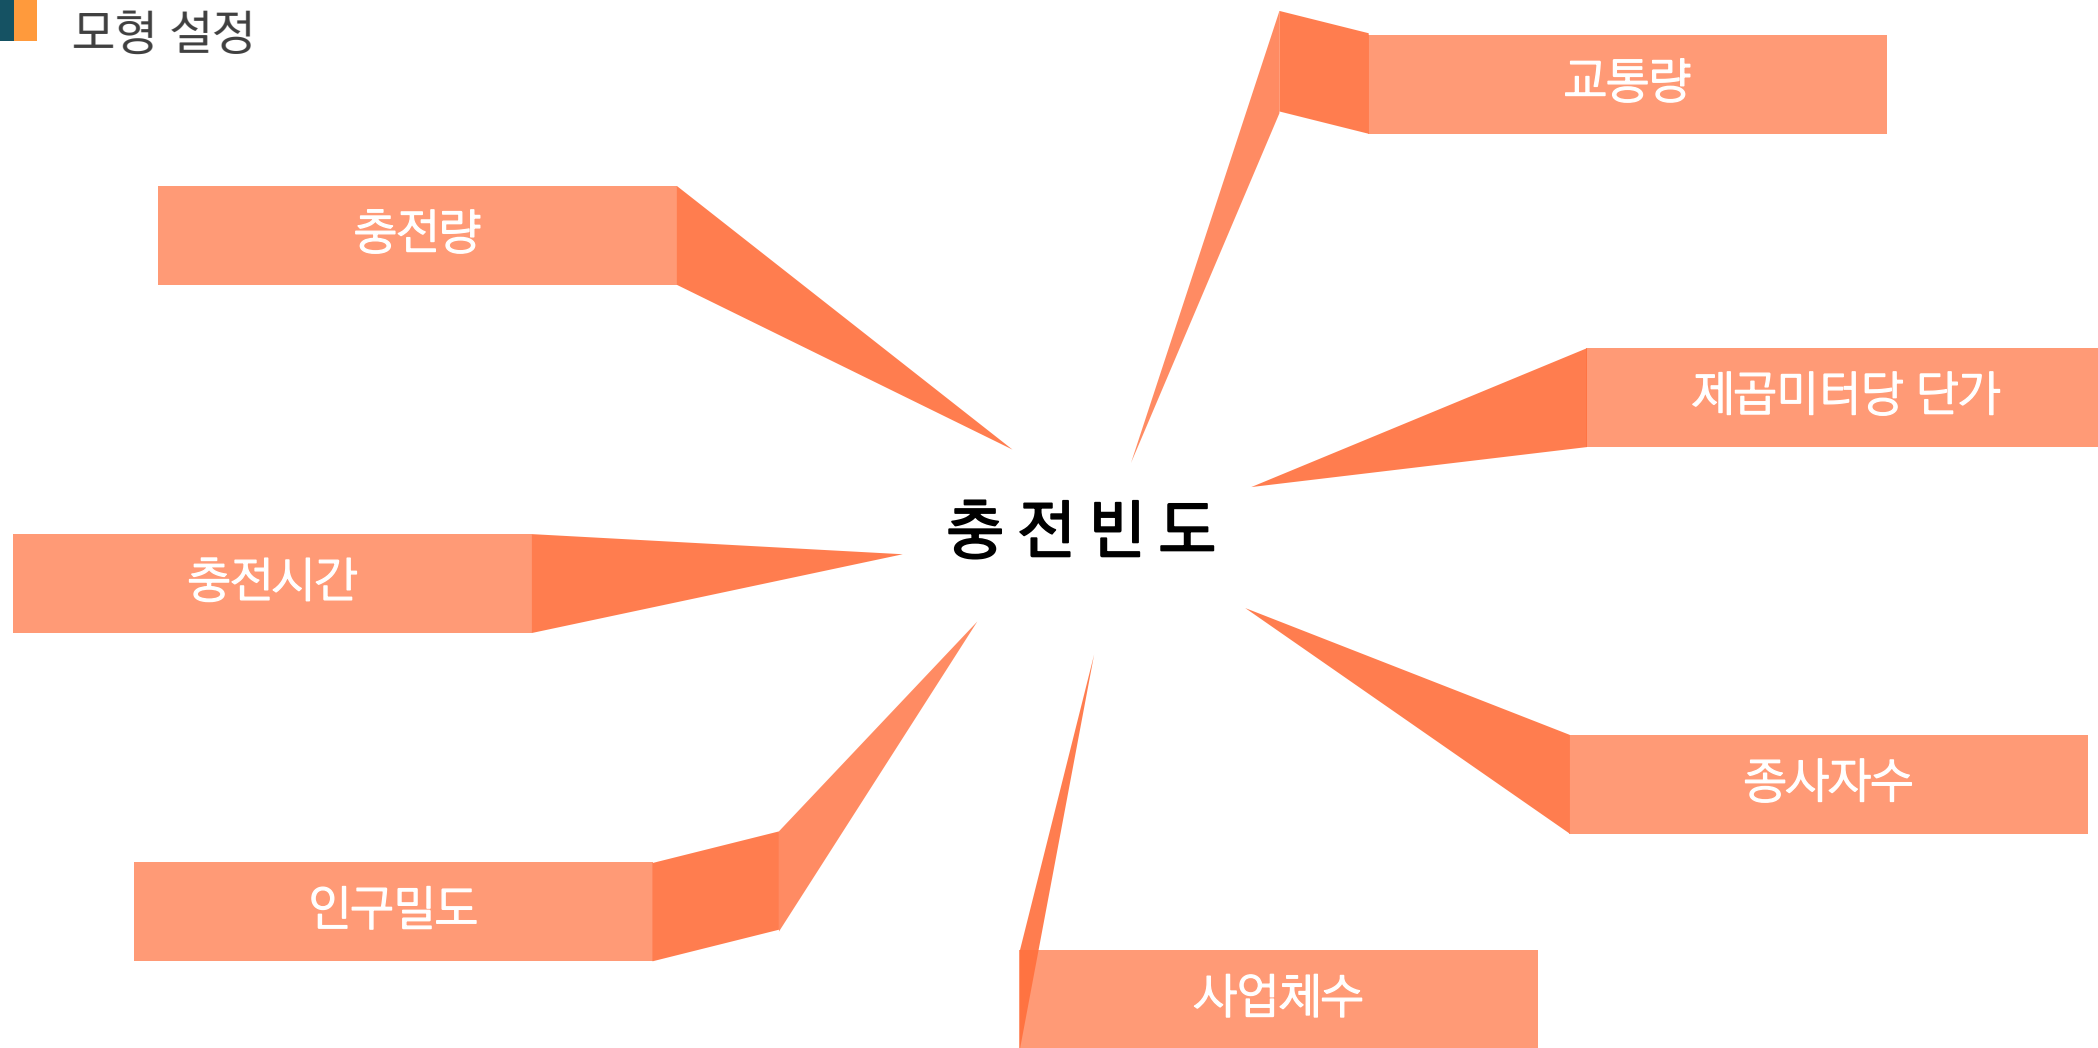 모형 설정
교통량
충전량
제곱미터당 단가
충전빈도
충전시간
종사자수
인구밀도
사업체수